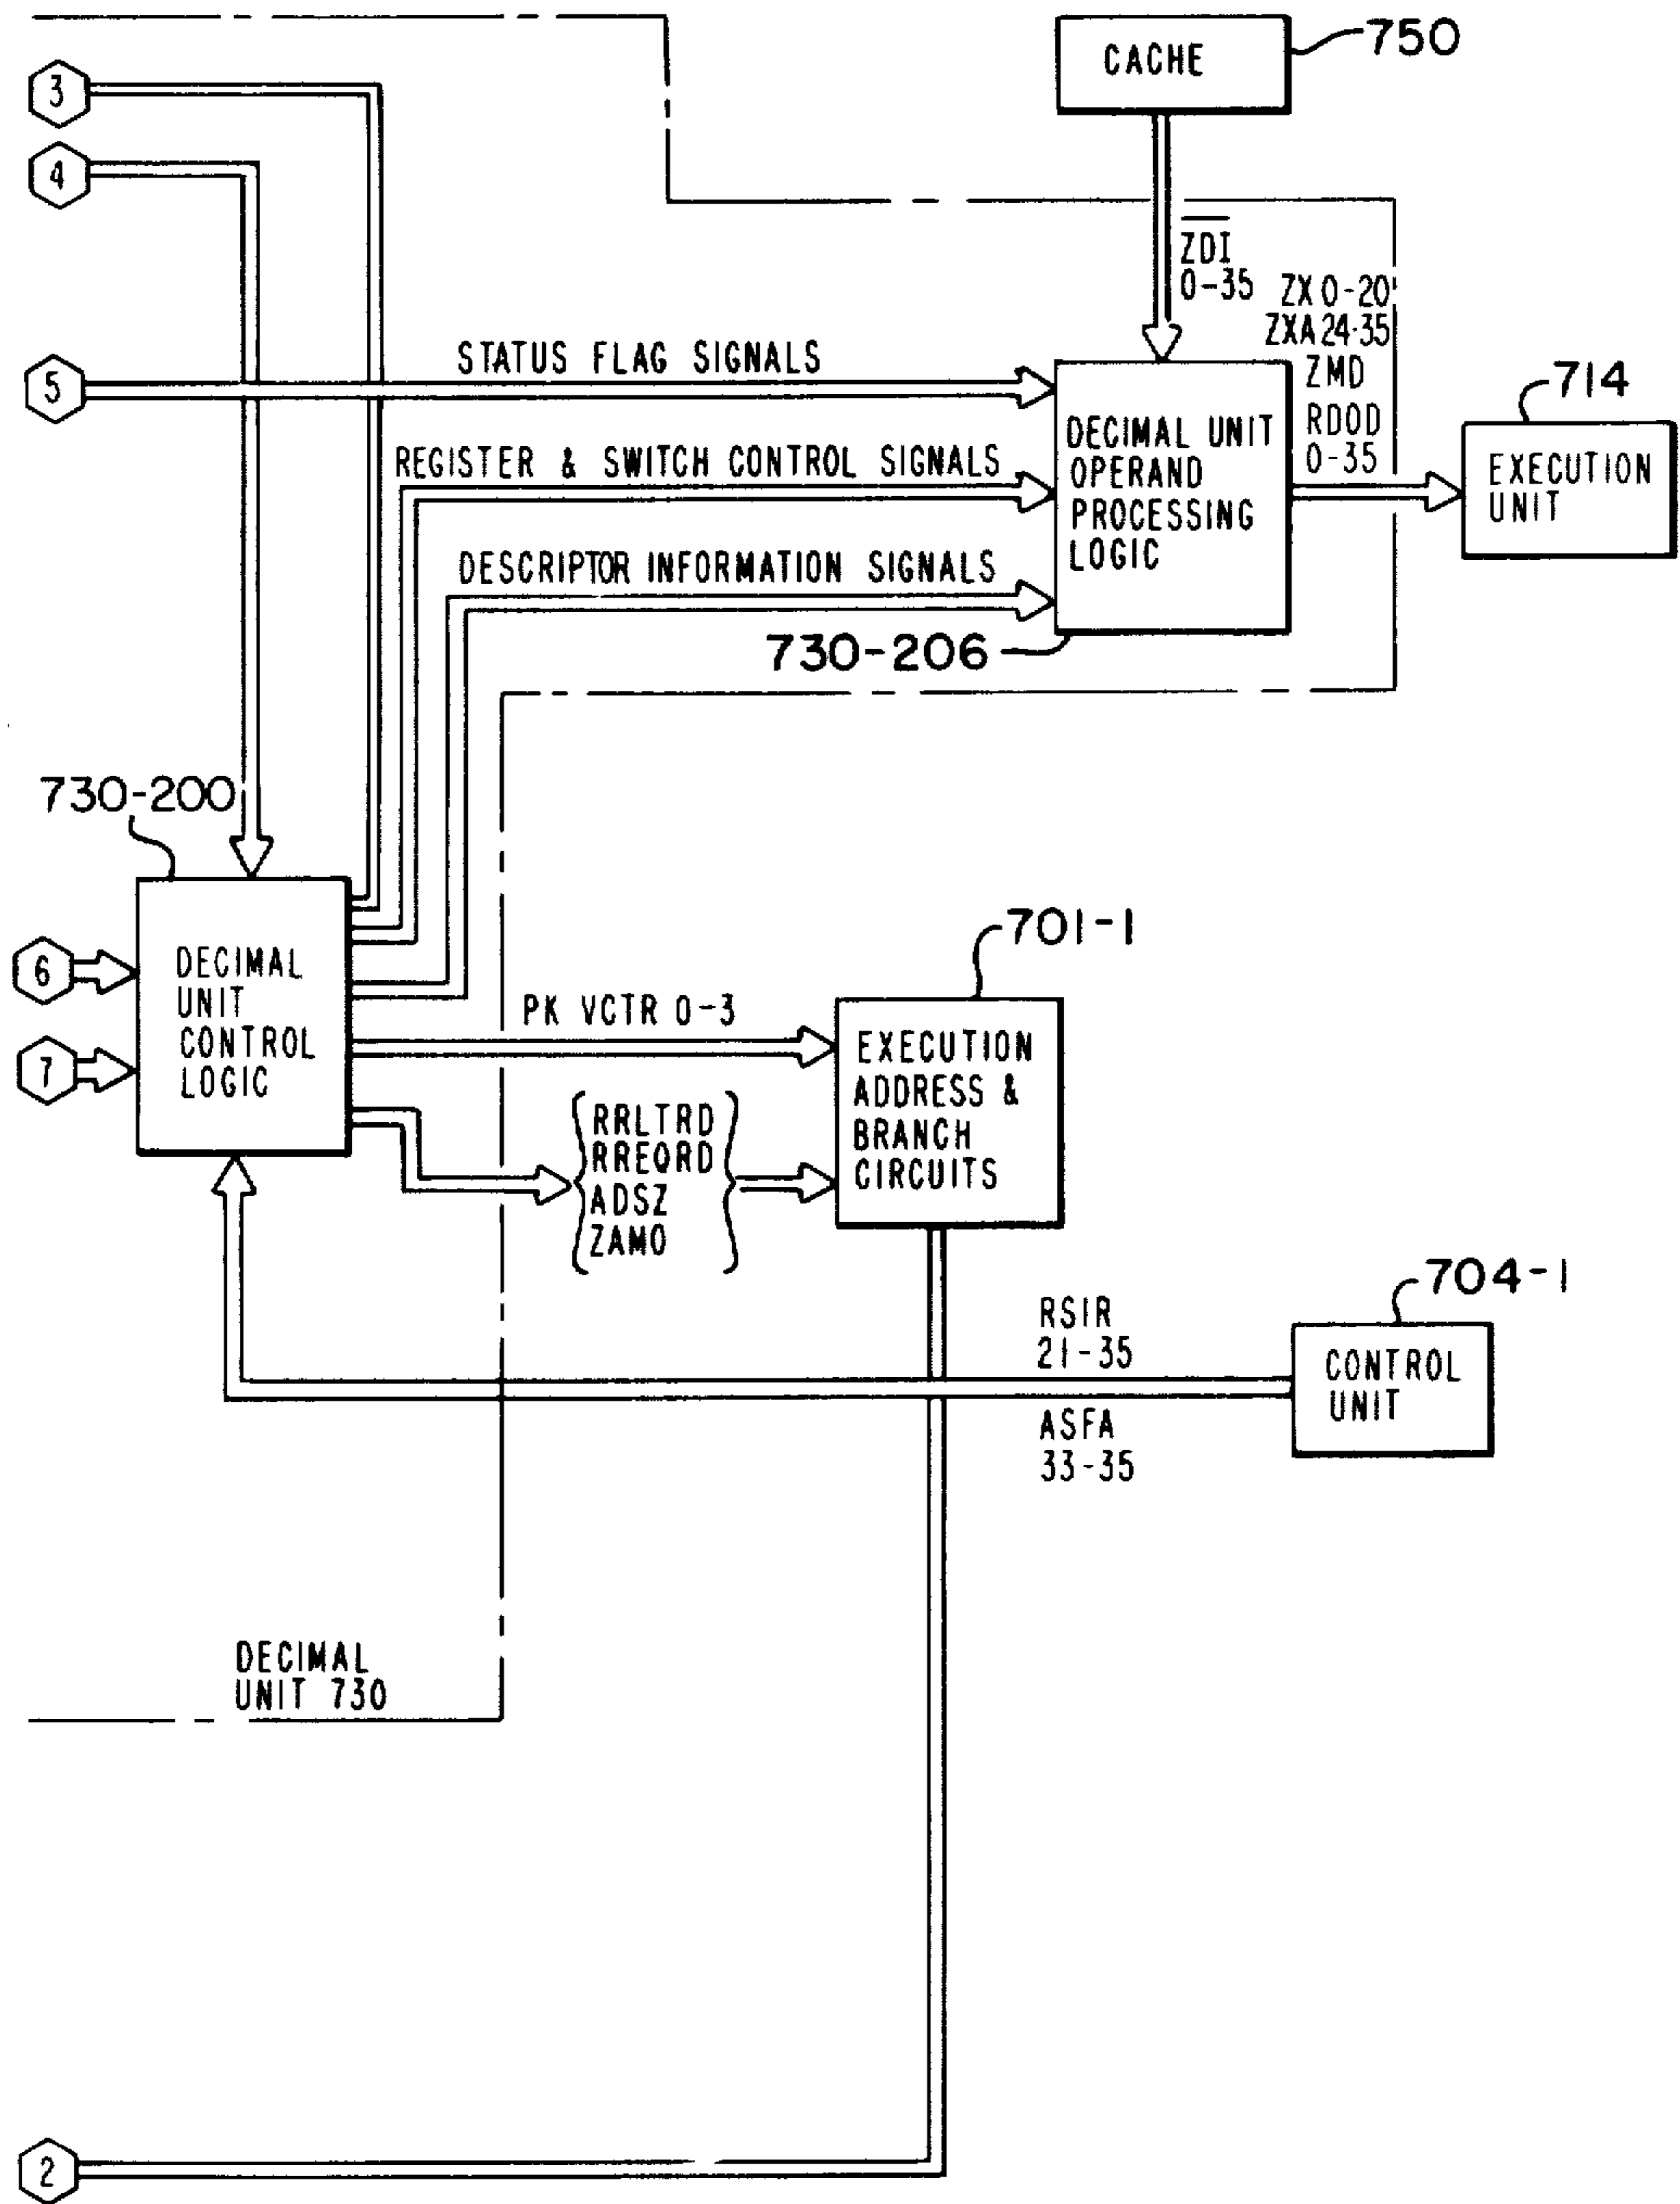 750
CACHE
3
4
ZDI
0-35
ZX 0-20
ZXA 24-35
ZMD
RDOD
0-35
5
STATUS FLAG SIGNALS
714
DECIMAL UNIT
OPERAND
PROCESSING
LOGIC
EXECUTION
UNIT
REGISTER & SWITCH CONTROL SIGNALS
DESCRIPTOR INFORMATION SIGNALS
730-206
730-200
701-1
6
DECIMAL
UNIT
CONTROL
LOGIC
7
PK VCTR 0-3
EXECUTION
ADDRESS &
BRANCH
CIRCUITS
RRLTRD
RREQRD
ADSZ
ZAMO
704-1
RSIR
21-35
CONTROL
UNIT
ASFA
33-35
DECIMAL
UNIT 730
2